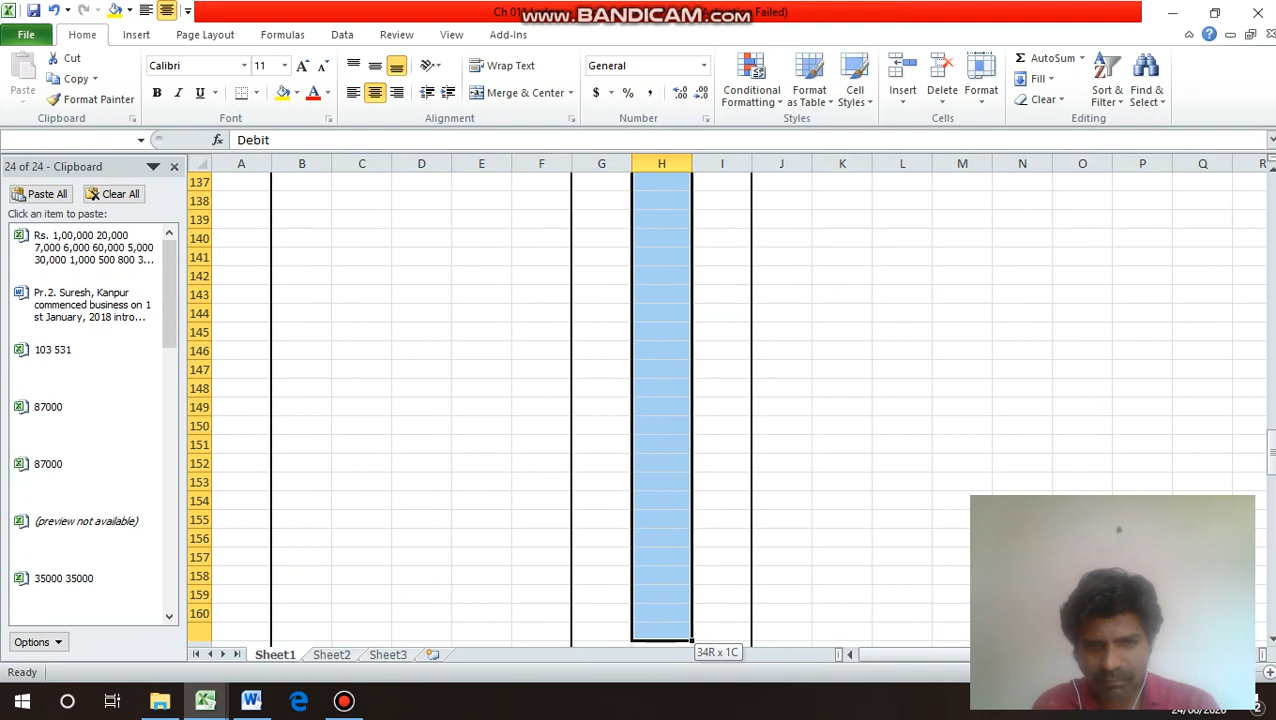 www.BANDICAM.com
Ch 01
Failed)
File
Home
Insert
Page Layout
Formulas
Data
Review
View
Add-Ins
Paste
Cut
Copy
Format Painter
Clipboard
Calibri
11
B I U
Font
Wrap Text
Merge & Center
Alignment
General
$ % ,
Number
Conditional Formatting
Format as Table
Cell Styles
Styles
Insert
Delete
Format
Cells
Σ AutoSum
Fill
Clear
Sort & Filter
Find & Select
Editing
fx Debit
24 of 24 - Clipboard
Paste All
Clear All
Click an item to paste:
Rs. 1,00,000 20,000
7,000 6,000 60,000 5,000
30,000 1,000 500 800 3...
Pr.2. Suresh, Kanpur
commenced business on 1
st January, 2018 intro...
103 531
87000
87000
(preview not available)
35000 35000
Options
A B C D E F G H I J K L M N O P Q R
137
138
139
140
141
142
143
144
145
146
147
148
149
150
151
152
153
154
155
156
157
158
159
160
34R x 1C
Sheet1
Sheet2
Sheet3
Ready